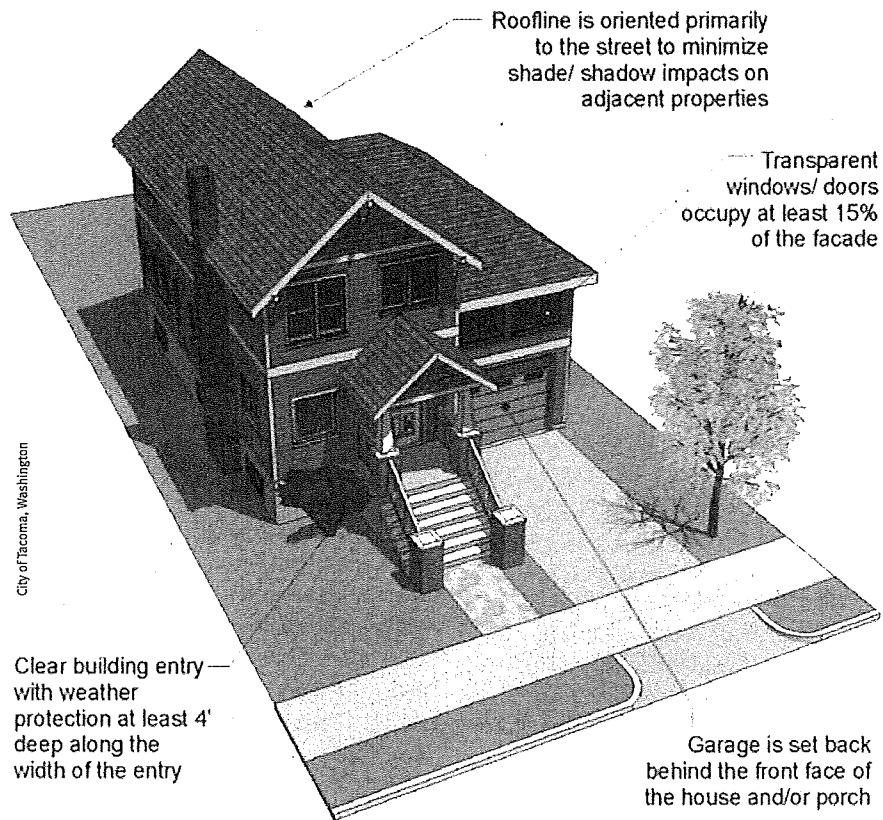 Roofline is oriented primarily
to the street to minimize
shade/ shadow impacts on
adjacent properties
Transparent
windows/ doors
occupy at least 15%
of the facade
City of Tacoma, Washington
Clear building entry
with weather
protection at least 4'
deep along the
width of the entry
Garage is set back
behind the front face of
the house and/or porch